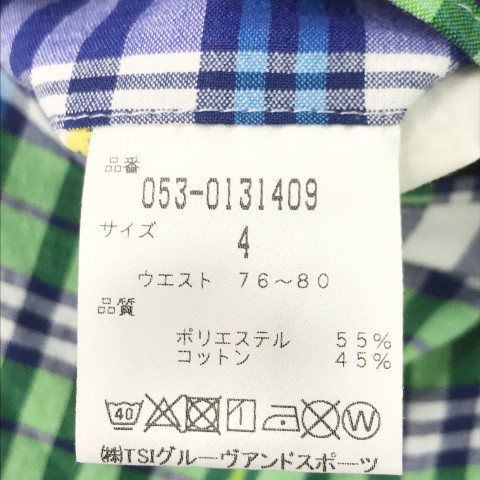 品番
053-0131409
サイズ
4
ウエスト 76～80
品質
ポリエステル 55%
コットン 45%
40 W
㈱TSIグルーヴアンドスポーツ